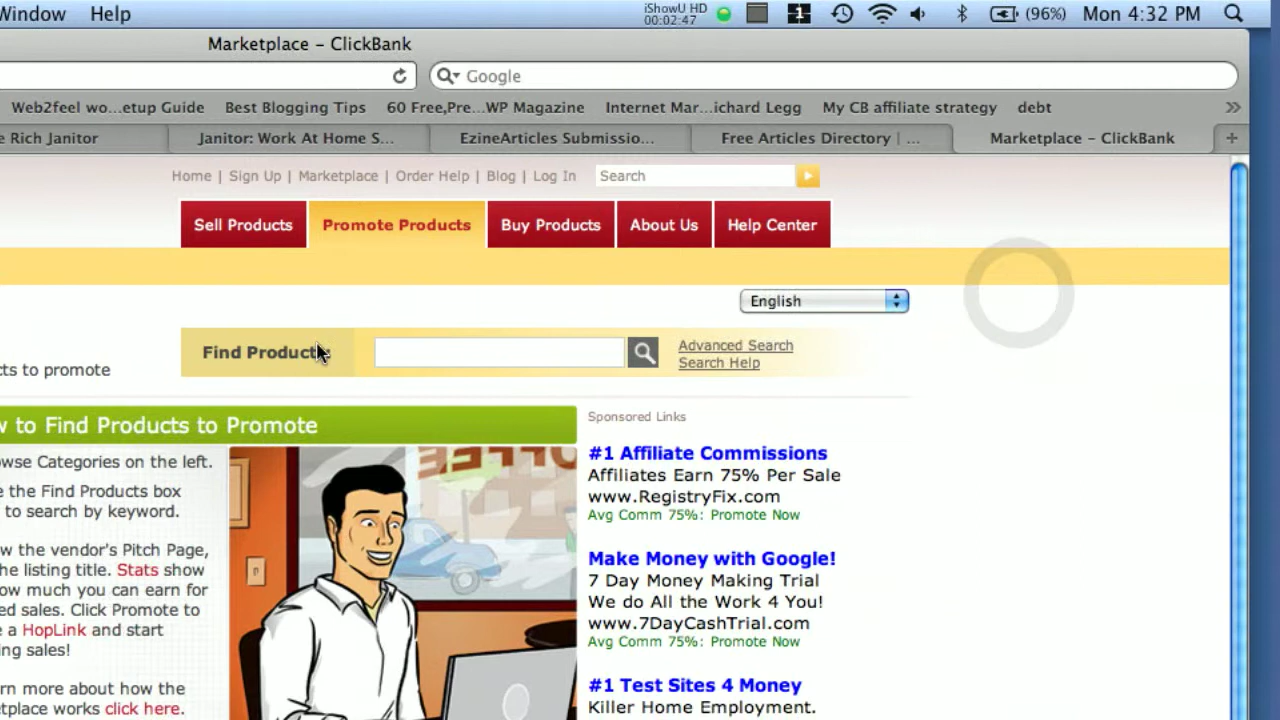 Window Help iShowU HD 00:02:47 1 (96%) Mon 4:32 PM
Marketplace – ClickBank
Google
Web2feel wo...etup Guide Best Blogging Tips 60 Free,Pre...WP Magazine Internet Mar...ichard Legg My CB affiliate strategy debt
e Rich Janitor Janitor: Work At Home S... EzineArticles Submissio... Free Articles Directory | ... Marketplace – ClickBank
Home | Sign Up | Marketplace | Order Help | Blog | Log In Search
Sell Products Promote Products Buy Products About Us Help Center
English
Find Product
Advanced Search
Search Help
cts to promote
w to Find Products to Promote
wse Categories on the left.
e the Find Products box
to search by keyword.
w the vendor's Pitch Page,
he listing title. Stats show
ow much you can earn for
ed sales. Click Promote to
e a HopLink and start
ing sales!
rn more about how the
etplace works click here.
Sponsored Links
#1 Affiliate Commissions
Affiliates Earn 75% Per Sale
www.RegistryFix.com
Avg Comm 75%: Promote Now
Make Money with Google!
7 Day Money Making Trial
We do All the Work 4 You!
www.7DayCashTrial.com
Avg Comm 75%: Promote Now
#1 Test Sites 4 Money
Killer Home Employment.